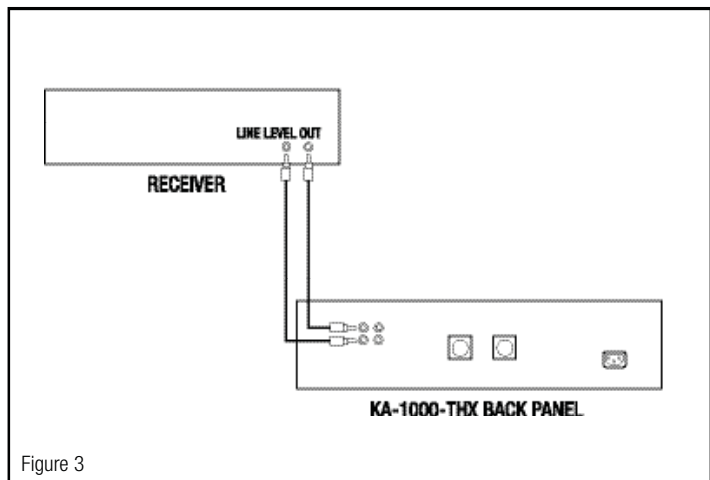 LINE LEVEL OUT
RECEIVER
KA-1000-THX BACK PANEL
Figure 3